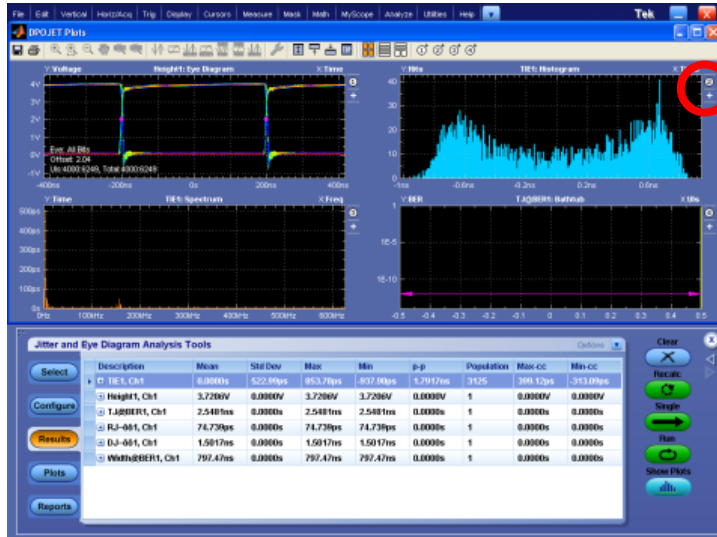 File Edit Vertical Horiz/Acq Trig Display Cursors Measure Mask Math MyScope Analyze Utilities Help Tek
DPOJET Plots
Y:Voltage Height1: Eye Diagram X:Time
4V
3V
2V
1V
0V
-1V
Eye: All Bits
Offset: 2.04
UIs:4000:6249, Total:4000:6249
-400ns -200ns 0s 200ns 400ns
1
Y:Hits TIE1: Histogram
40
30
20
10
0
-1ns -0.6ns -0.2ns 0.2ns 0.6ns
2
Y:Time TIE1: Spectrum X:Freq
500ps
400ps
300ps
200ps
100ps
0s
0Hz 100kHz 200kHz 300kHz 400kHz 500kHz 600kHz
3
Y:BER TJ@BER1: Bathtub X:UIs
1
1E-5
1E-10
-0.5 -0.4 -0.3 -0.2 -0.1 0 0.1 0.2 0.3 0.4 0.5
4
Jitter and Eye Diagram Analysis Tools Options
Select
Configure
Results
Plots
Reports
Description Mean Std Dev Max Min p-p Population Max-cc Min-cc
TIE1, Ch1 0.0000s 522.99ps 853.78ps -937.90ps 1.7917ns 3125 399.12ps -313.09ps
Height1, Ch1 3.7206V 0.0000V 3.7206V 3.7206V 0.0000V 1 0.0000V 0.0000V
TJ@BER1, Ch1 2.5481ns 0.0000s 2.5481ns 2.5481ns 0.0000s 1 0.0000s 0.0000s
RJ-δδ1, Ch1 74.739ps 0.0000s 74.739ps 74.739ps 0.0000s 1 0.0000s 0.0000s
DJ-δδ1, Ch1 1.5017ns 0.0000s 1.5017ns 1.5017ns 0.0000s 1 0.0000s 0.0000s
Width@BER1, Ch1 797.47ns 0.0000s 797.47ns 797.47ns 0.0000s 1 0.0000s 0.0000s
Clear
Recalc
Single
Run
Show Plots